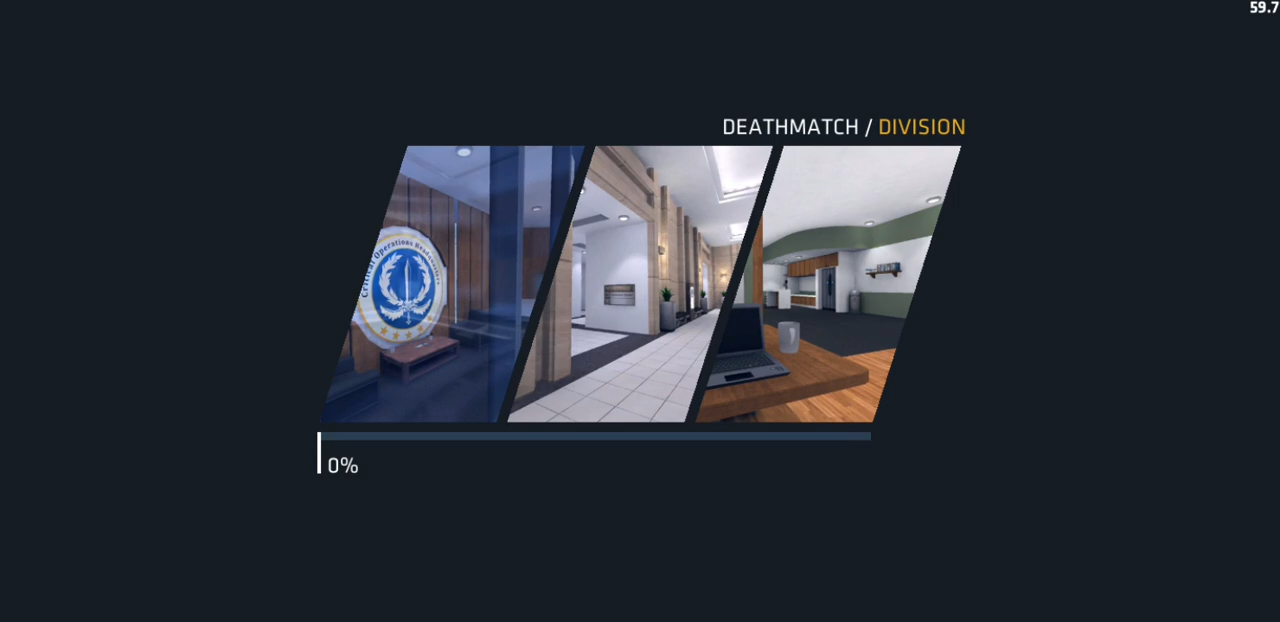 59.7
DEATHMATCH / DIVISION
Critical Operations Headquarters
0%